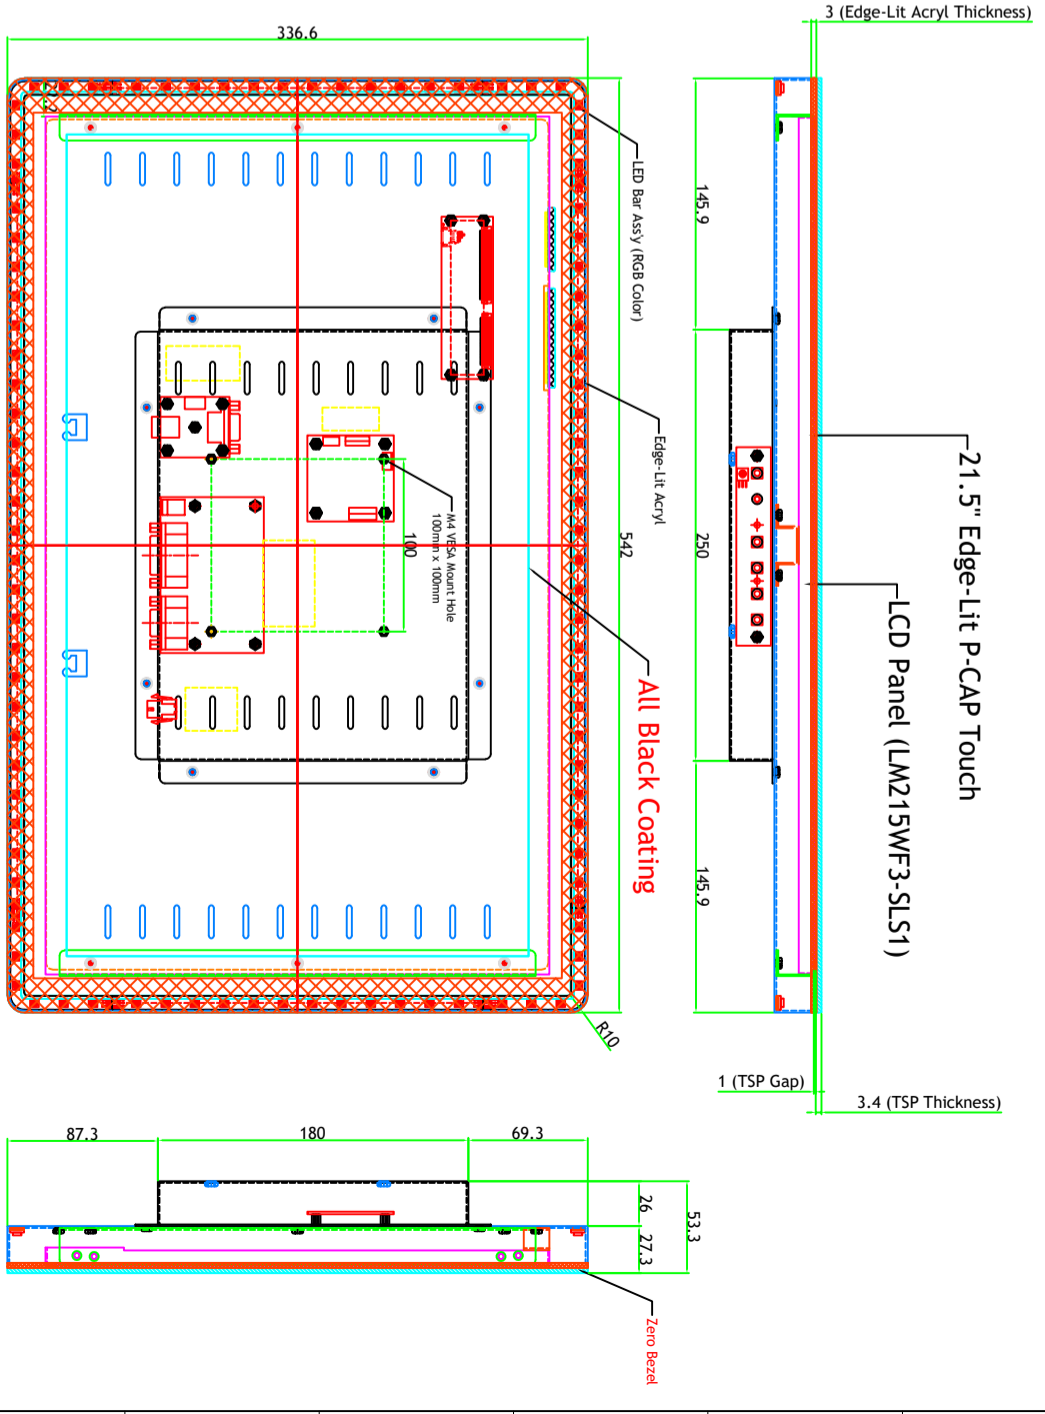 3 (Edge-Lit Acryl Thickness)
336.6
LED Bar Ass'y (RGB Color)
145.9
Edge-Lit Acryl
21.5" Edge-Lit P-CAP Touch
M4 VESA Mount Hole
100mm x 100mm
100
542
250
LCD Panel (LM215WF3-SLS1)
All Black Coating
145.9
R10
1 (TSP Gap)
3.4 (TSP Thickness)
87.3
180
69.3
26
53.3
27.3
Zero Bezel